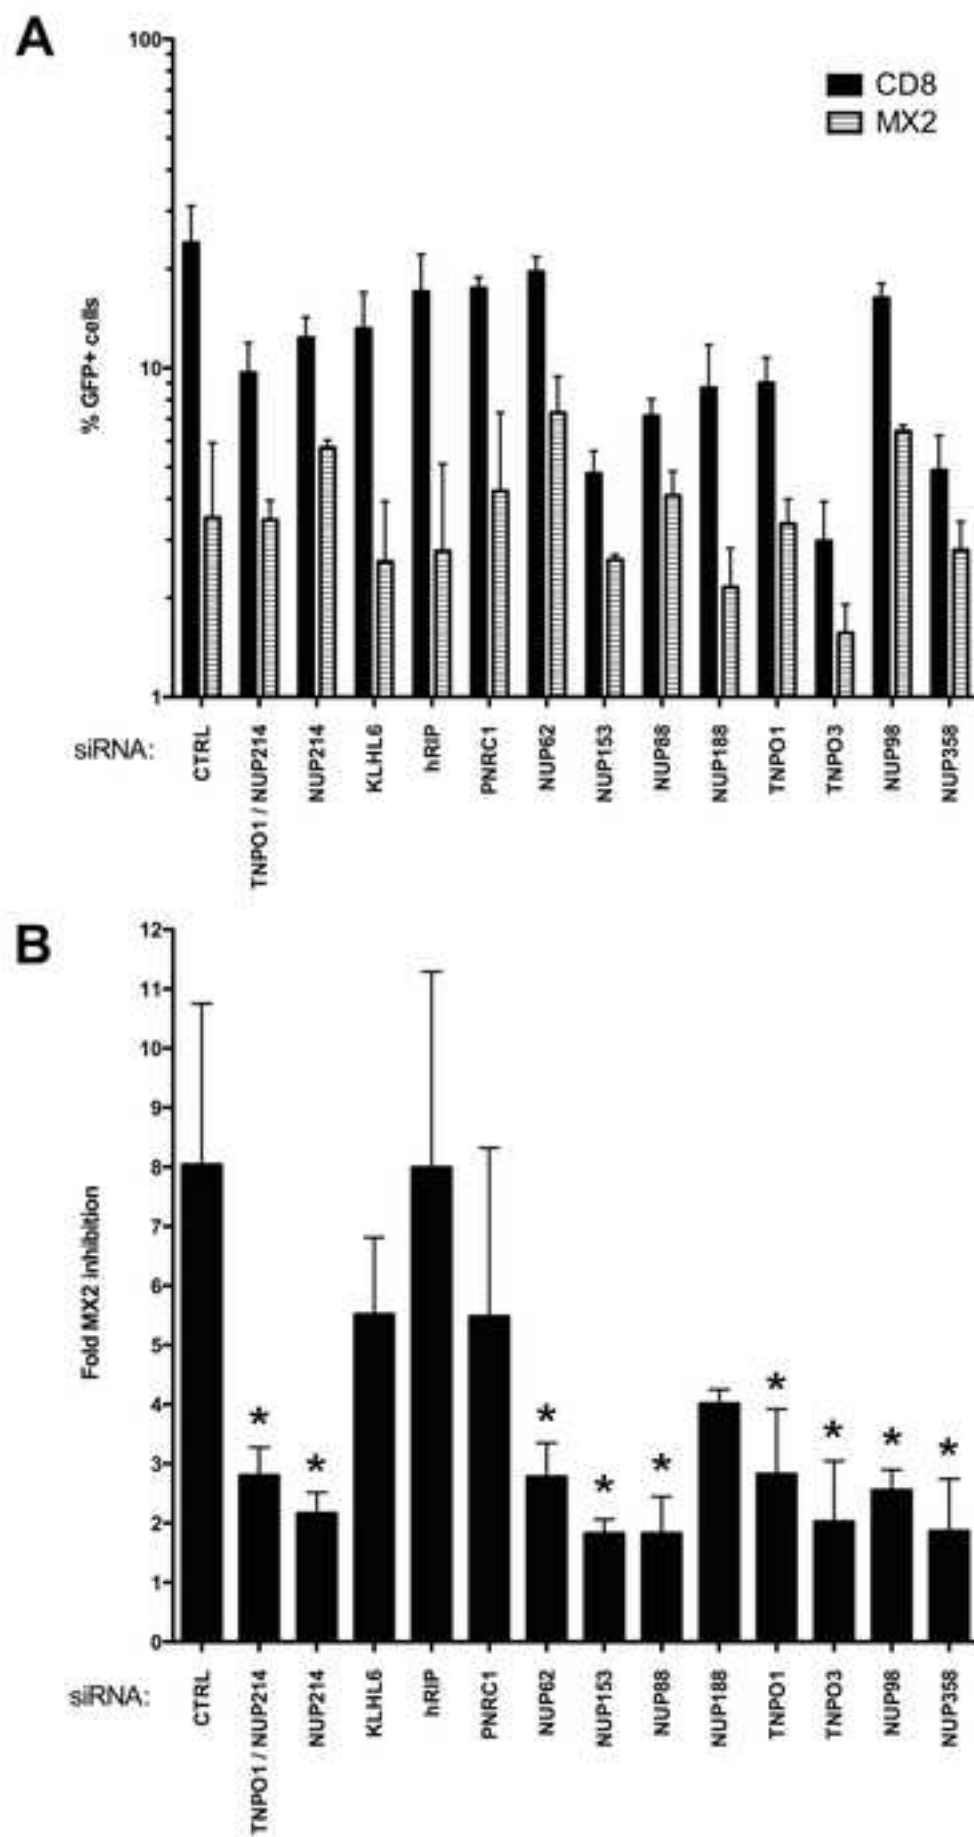 A
100
10
1
% GFP+ cells
CD8
MX2
siRNA:
CTRL
TNPO1 / NUP214
NUP214
KLHL6
hRIP
PNRC1
NUP62
NUP153
NUP88
NUP188
TNPO1
TNPO3
NUP98
NUP358
B
12
11
10
9
8
7
6
5
4
3
2
1
0
Fold MX2 inhibition
* * * * * * * * *
siRNA:
CTRL
TNPO1 / NUP214
NUP214
KLHL6
hRIP
PNRC1
NUP62
NUP153
NUP88
NUP188
TNPO1
TNPO3
NUP98
NUP358